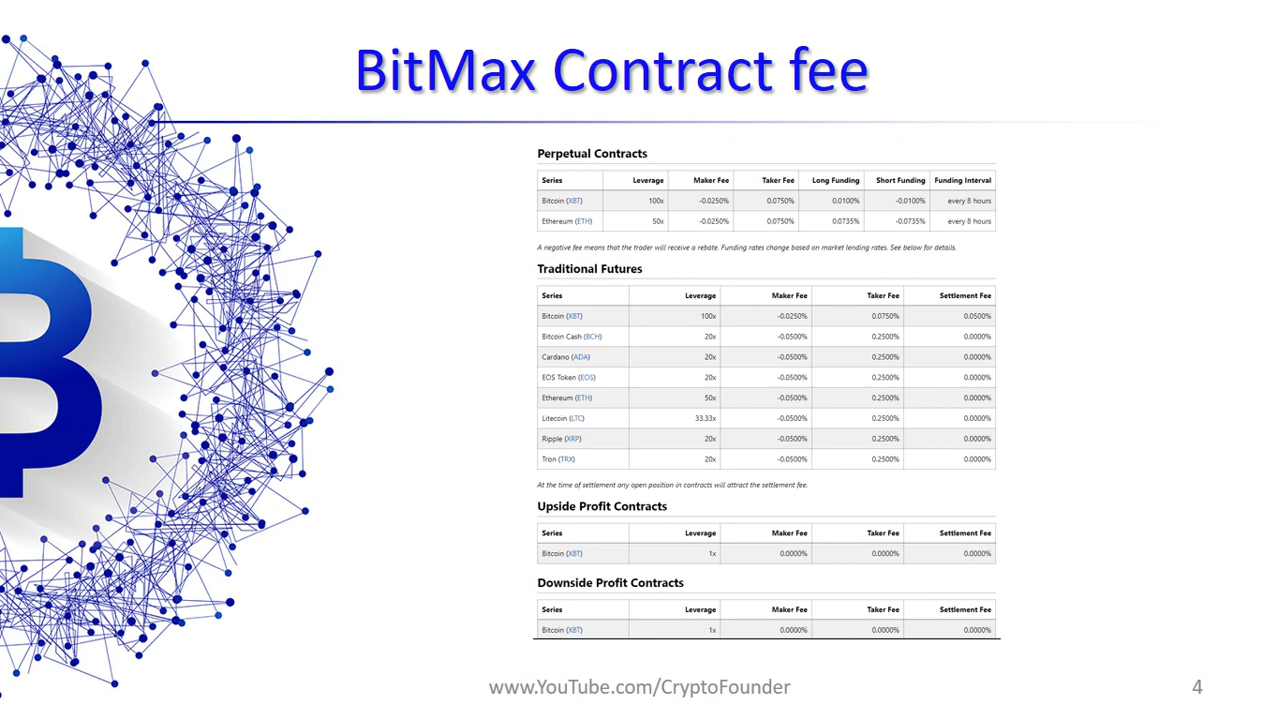 BitMax Contract fee
Perpetual Contracts
Series Leverage Maker Fee Taker Fee Long Funding Short Funding Funding Interval
Bitcoin (XBT) 100x -0.0250% 0.0750% 0.0100% -0.0100% every 8 hours
Ethereum (ETH) 50x -0.0250% 0.0750% 0.0735% -0.0735% every 8 hours
A negative fee means that the trader will receive a rebate. Funding rates change based on market lending rates. See below for details.
Traditional Futures
Series Leverage Maker Fee Taker Fee Settlement Fee
Bitcoin (XBT) 100x -0.0250% 0.0750% 0.0500%
Bitcoin Cash (BCH) 20x -0.0500% 0.2500% 0.0000%
Cardano (ADA) 20x -0.0500% 0.2500% 0.0000%
EOS Token (EOS) 20x -0.0500% 0.2500% 0.0000%
Ethereum (ETH) 50x -0.0500% 0.2500% 0.0000%
Litecoin (LTC) 33.33x -0.0500% 0.2500% 0.0000%
Ripple (XRP) 20x -0.0500% 0.2500% 0.0000%
Tron (TRX) 20x -0.0500% 0.2500% 0.0000%
At the time of settlement any open position in contracts will attract the settlement fee.
Upside Profit Contracts
Series Leverage Maker Fee Taker Fee Settlement Fee
Bitcoin (XBT) 1x 0.0000% 0.0000% 0.0000%
Downside Profit Contracts
Series Leverage Maker Fee Taker Fee Settlement Fee
Bitcoin (XBT) 1x 0.0000% 0.0000% 0.0000%
www.YouTube.com/CryptoFounder
4